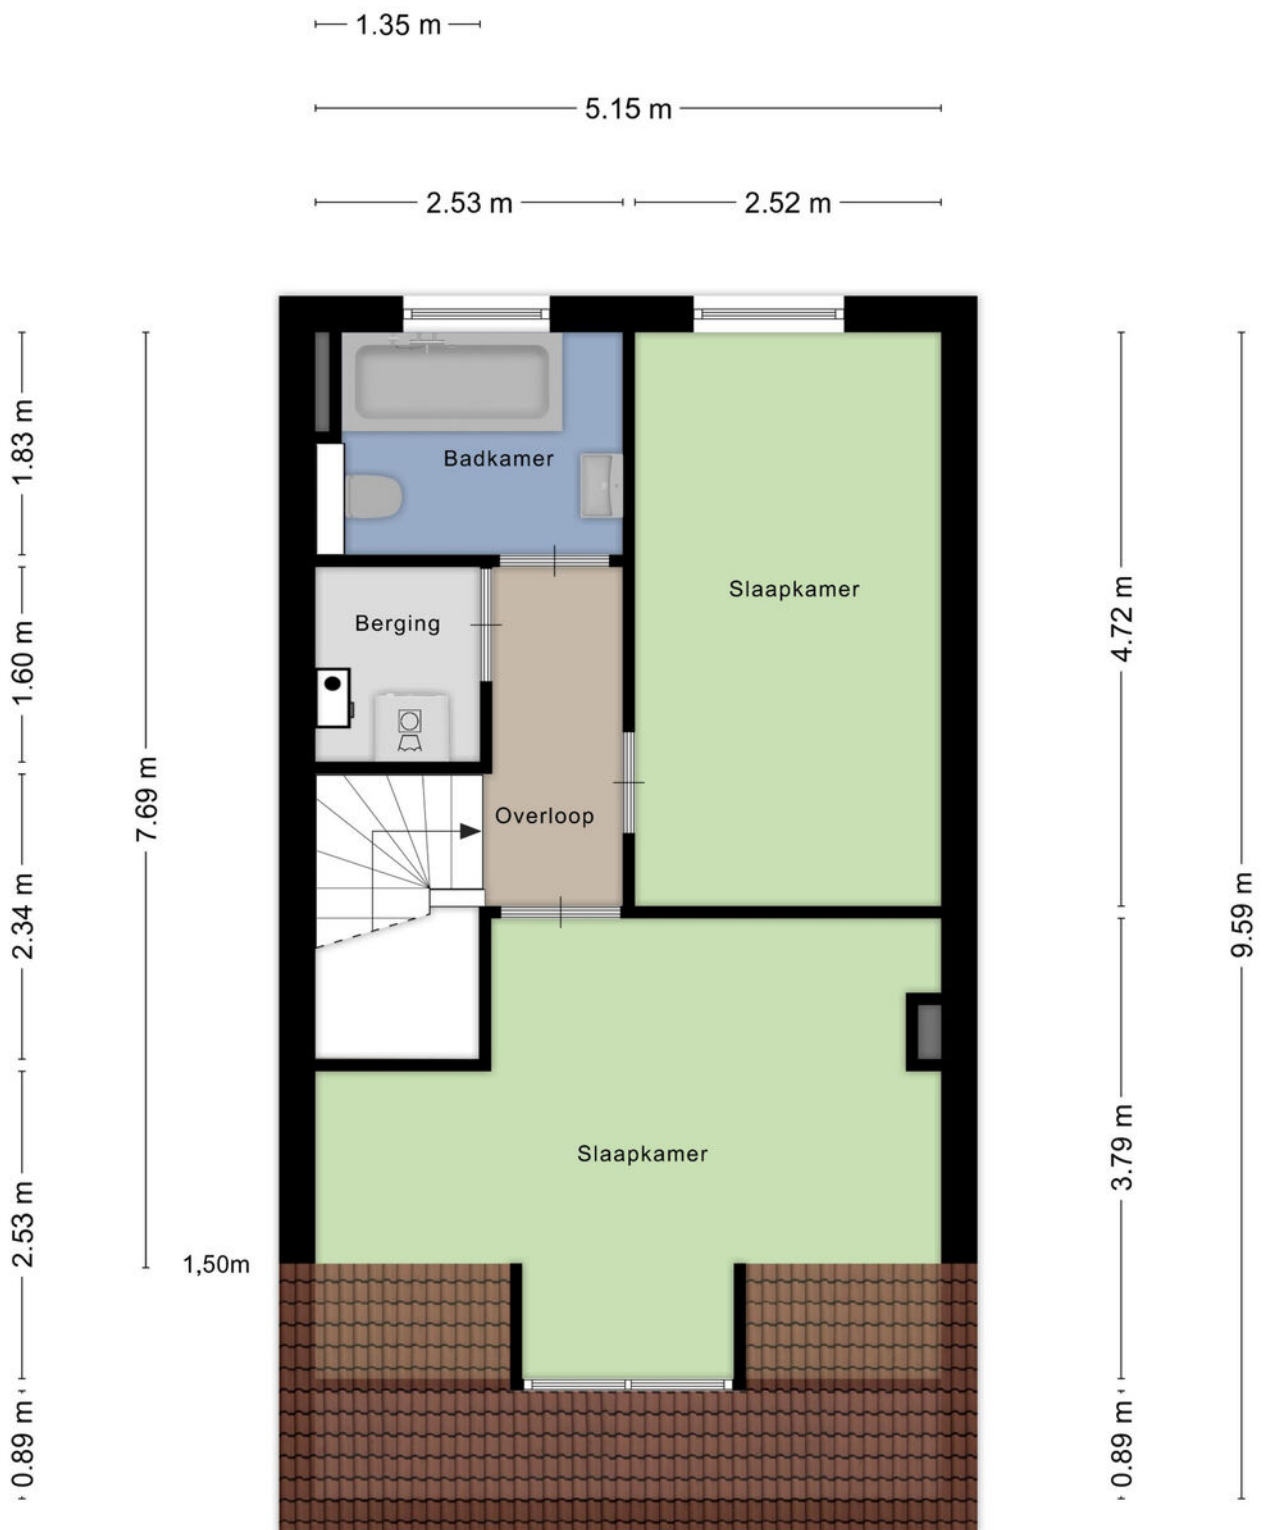 1.35 m
5.15 m
2.53 m
2.52 m
1.83 m
1.60 m
2.34 m
2.53 m
0.89 m
7.69 m
1,50m
Badkamer
Berging
Overloop
Slaapkamer
Slaapkamer
4.72 m
3.79 m
0.89 m
9.59 m